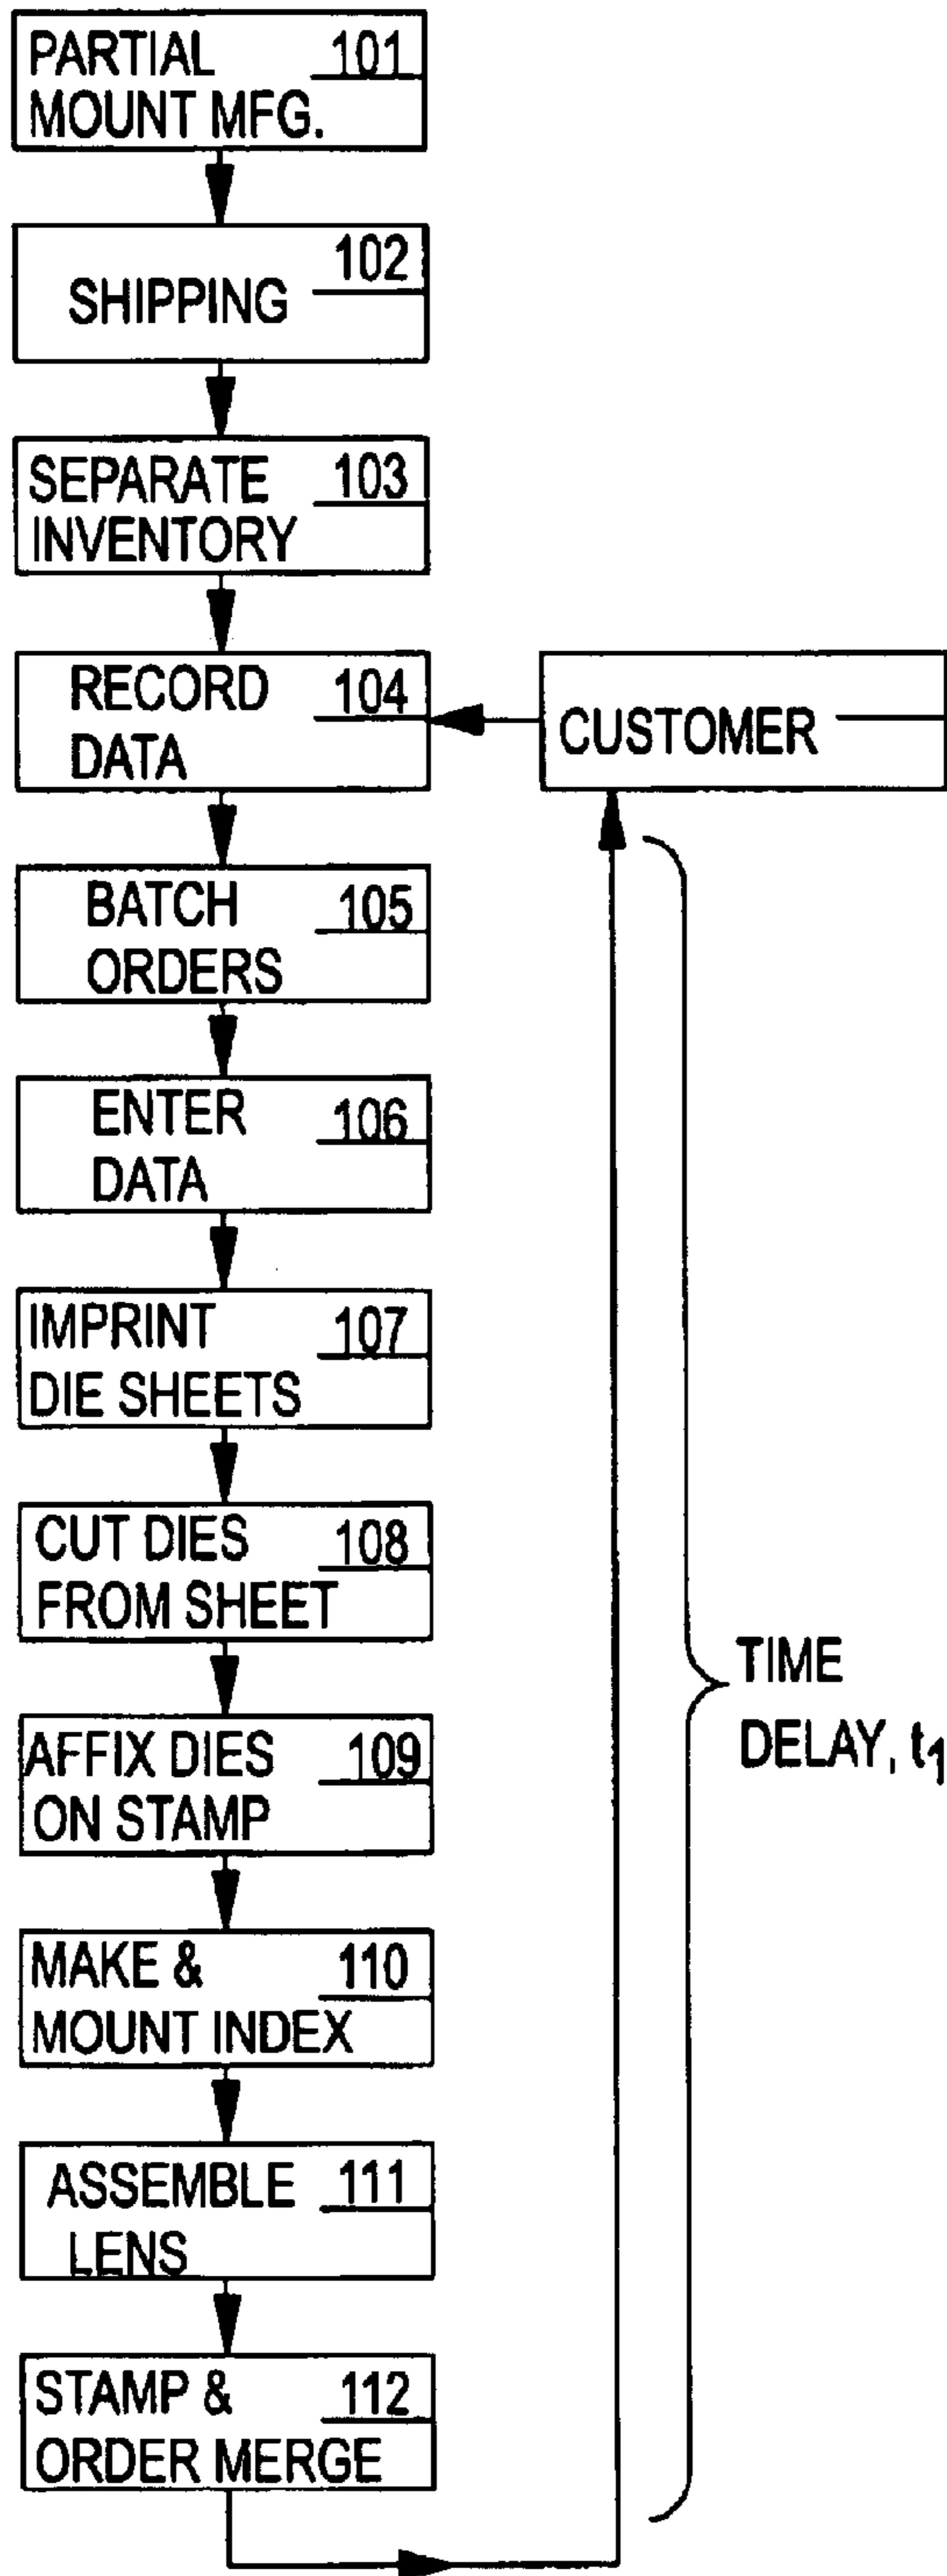 PARTIAL 101
MOUNT MFG.
102
SHIPPING
SEPARATE 103
INVENTORY
RECORD 104
DATA
CUSTOMER
BATCH 105
ORDERS
ENTER 106
DATA
IMPRINT 107
DIE SHEETS
CUT DIES 108
FROM SHEET
AFFIX DIES 109
ON STAMP
TIME
DELAY, t1
MAKE & 110
MOUNT INDEX
ASSEMBLE 111
LENS
STAMP & 112
ORDER MERGE